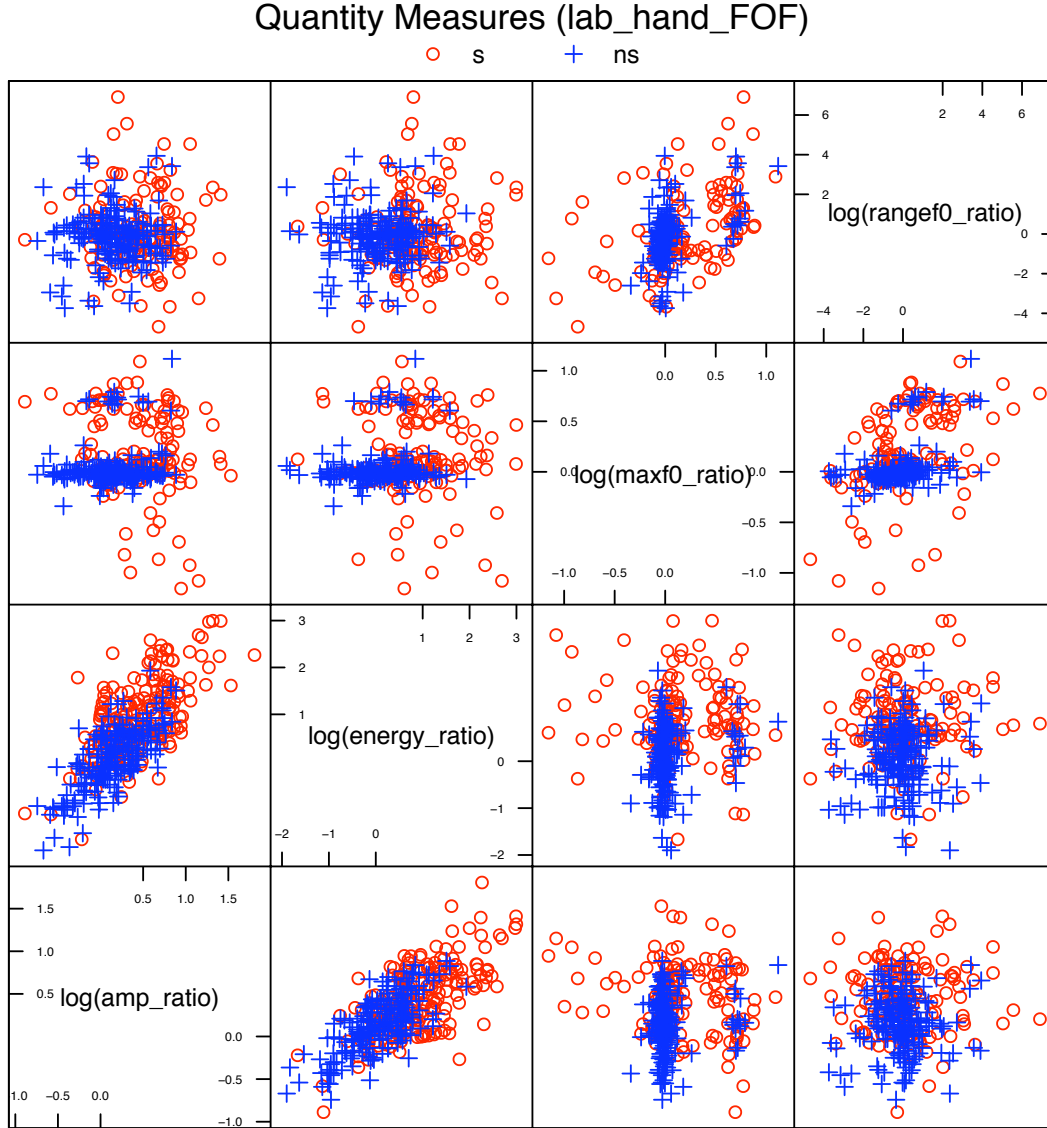 Quantity Measures (lab_hand_FOF)
s ns
2 4 6
6
4
2
log(rangef0_ratio)
0
−2
−4
−4 −2 0
0.0 0.5 1.0
1.0
0.5
0.0 log(maxf0_ratio) 0.0
−0.5
−1.0
−1.0 −0.5 0.0
3
2
1
1 2 3
log(energy_ratio)
0
−1
−2
−2 −1 0
0.5 1.0 1.5
1.5
1.0
0.5
log(amp_ratio)
0.0
−0.5
−1.0
1.0 −0.5 0.0